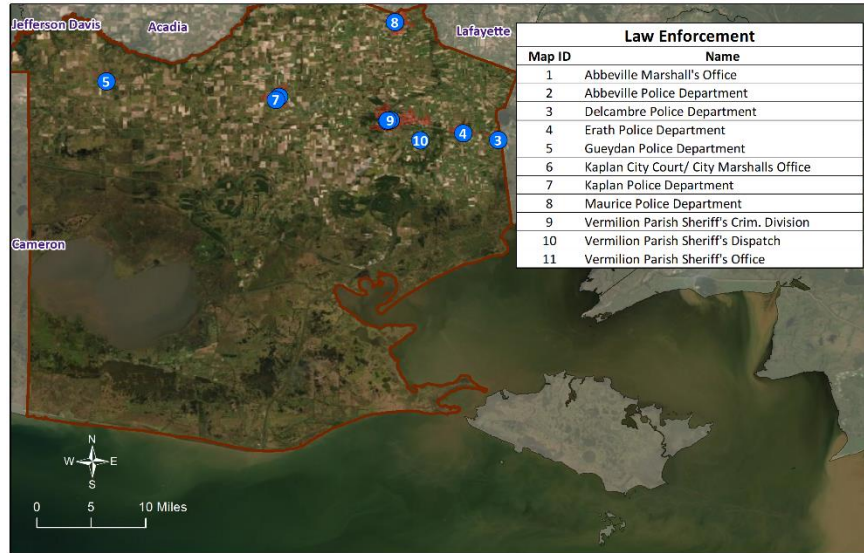 Jefferson Davis
Acadia
Lafayette
Cameron
8
5
7
9
10
4
3
Law Enforcement
Map ID Name
1 Abbeville Marshall's Office
2 Abbeville Police Department
3 Delcambre Police Department
4 Erath Police Department
5 Gueydan Police Department
6 Kaplan City Court/ City Marshalls Office
7 Kaplan Police Department
8 Maurice Police Department
9 Vermilion Parish Sheriff's Crim. Division
10 Vermilion Parish Sheriff's Dispatch
11 Vermilion Parish Sheriff's Office
N
W E
S
0 5 10 Miles